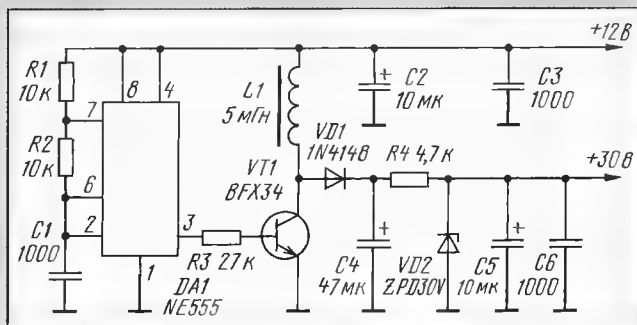 +12В
R1
10к
8
4
7
R2
10к
6
2
C1
1000
3
1
DA1
NE555
R3 27к
L1
5мГн
VT1
BFX34
VD1
1N4148
C2
10мк
C3
1000
R4 4,7к
+30В
C4
47мк
VD2
ZPD30V
C5
10мк
C6
1000